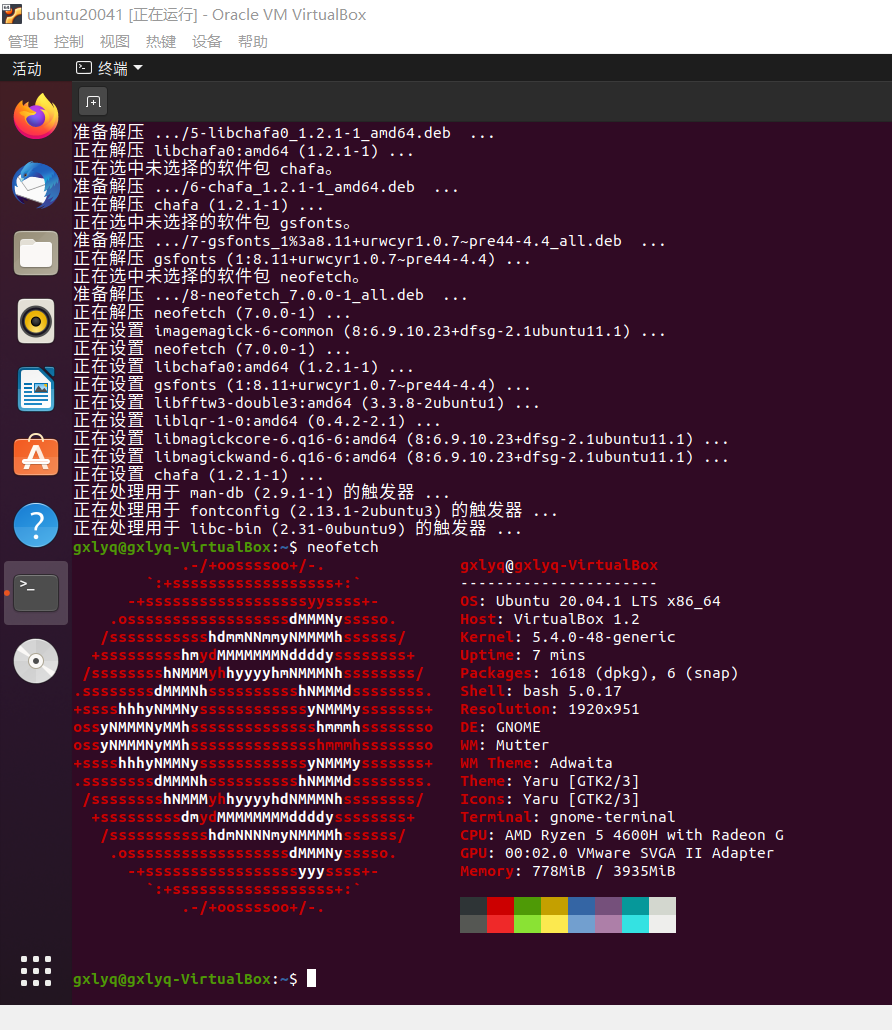 ubuntu20041 [正在运行] - Oracle VM VirtualBox
管理 控制 视图 热键 设备 帮助
活动 终端
准备解压 .../5-libchafa0_1.2.1-1_amd64.deb ...
正在解压 libchafa0:amd64 (1.2.1-1) ...
正在选中未选择的软件包 chafa。
准备解压 .../6-chafa_1.2.1-1_amd64.deb ...
正在解压 chafa (1.2.1-1) ...
正在选中未选择的软件包 gsfonts。
准备解压 .../7-gsfonts_1%3a8.11+urwcyr1.0.7~pre44-4.4_all.deb ...
正在解压 gsfonts (1:8.11+urwcyr1.0.7~pre44-4.4) ...
正在选中未选择的软件包 neofetch。
准备解压 .../8-neofetch_7.0.0-1_all.deb ...
正在解压 neofetch (7.0.0-1) ...
正在设置 imagemagick-6-common (8:6.9.10.23+dfsg-2.1ubuntu11.1) ...
正在设置 neofetch (7.0.0-1) ...
正在设置 libchafa0:amd64 (1.2.1-1) ...
正在设置 gsfonts (1:8.11+urwcyr1.0.7~pre44-4.4) ...
正在设置 libfftw3-double3:amd64 (3.3.8-2ubuntu1) ...
正在设置 liblqr-1-0:amd64 (0.4.2-2.1) ...
正在设置 libmagickcore-6.q16-6:amd64 (8:6.9.10.23+dfsg-2.1ubuntu11.1) ...
正在设置 libmagickwand-6.q16-6:amd64 (8:6.9.10.23+dfsg-2.1ubuntu11.1) ...
正在设置 chafa (1.2.1-1) ...
正在处理用于 man-db (2.9.1-1) 的触发器 ...
正在处理用于 fontconfig (2.13.1-2ubuntu3) 的触发器 ...
正在处理用于 libc-bin (2.31-0ubuntu9) 的触发器 ...
gxlyq@gxlyq-VirtualBox:~$ neofetch
.-/+oossssoo+/-. gxlyq@gxlyq-VirtualBox
`:+ssssssssssssssssss+:` ----------------------
-+ssssssssssssssssssyyssss+- OS: Ubuntu 20.04.1 LTS x86_64
.ossssssssssssssssssdMMMNysssso. Host: VirtualBox 1.2
/ssssssssssshdmmNNmmyNMMMMhssssss/ Kernel: 5.4.0-48-generic
+ssssssssshmydMMMMMMMNddddyssssssss+ Uptime: 7 mins
/sssssssshNMMMyhhyyyyhmNMMMNhssssssss/ Packages: 1618 (dpkg), 6 (snap)
.ssssssssdMMMNhsssssssssshNMMMdssssssss. Shell: bash 5.0.17
+sssshhhyNMMNyssssssssssssyNMMMysssssss+ Resolution: 1920x951
ossyNMMMNyMMhsssssssssssssshmmmhssssssso DE: GNOME
ossyNMMMNyMMhsssssssssssssshmmmhssssssso WM: Mutter
+sssshhhyNMMNyssssssssssssyNMMMysssssss+ WM Theme: Adwaita
.ssssssssdMMMNhsssssssssshNMMMdssssssss. Theme: Yaru [GTK2/3]
/sssssssshNMMMyhhyyyyhdNMMMNhssssssss/ Icons: Yaru [GTK2/3]
+sssssssssdmydMMMMMMMMddddyssssssss+ Terminal: gnome-terminal
/ssssssssssshdmNNNNmyNMMMMhssssss/ CPU: AMD Ryzen 5 4600H with Radeon G
.ossssssssssssssssssdMMMNysssso. GPU: 00:02.0 VMware SVGA II Adapter
-+sssssssssssssssssyyyssss+- Memory: 778MiB / 3935MiB
`:+ssssssssssssssssss+:`
.-/+oossssoo+/-.
gxlyq@gxlyq-VirtualBox:~$